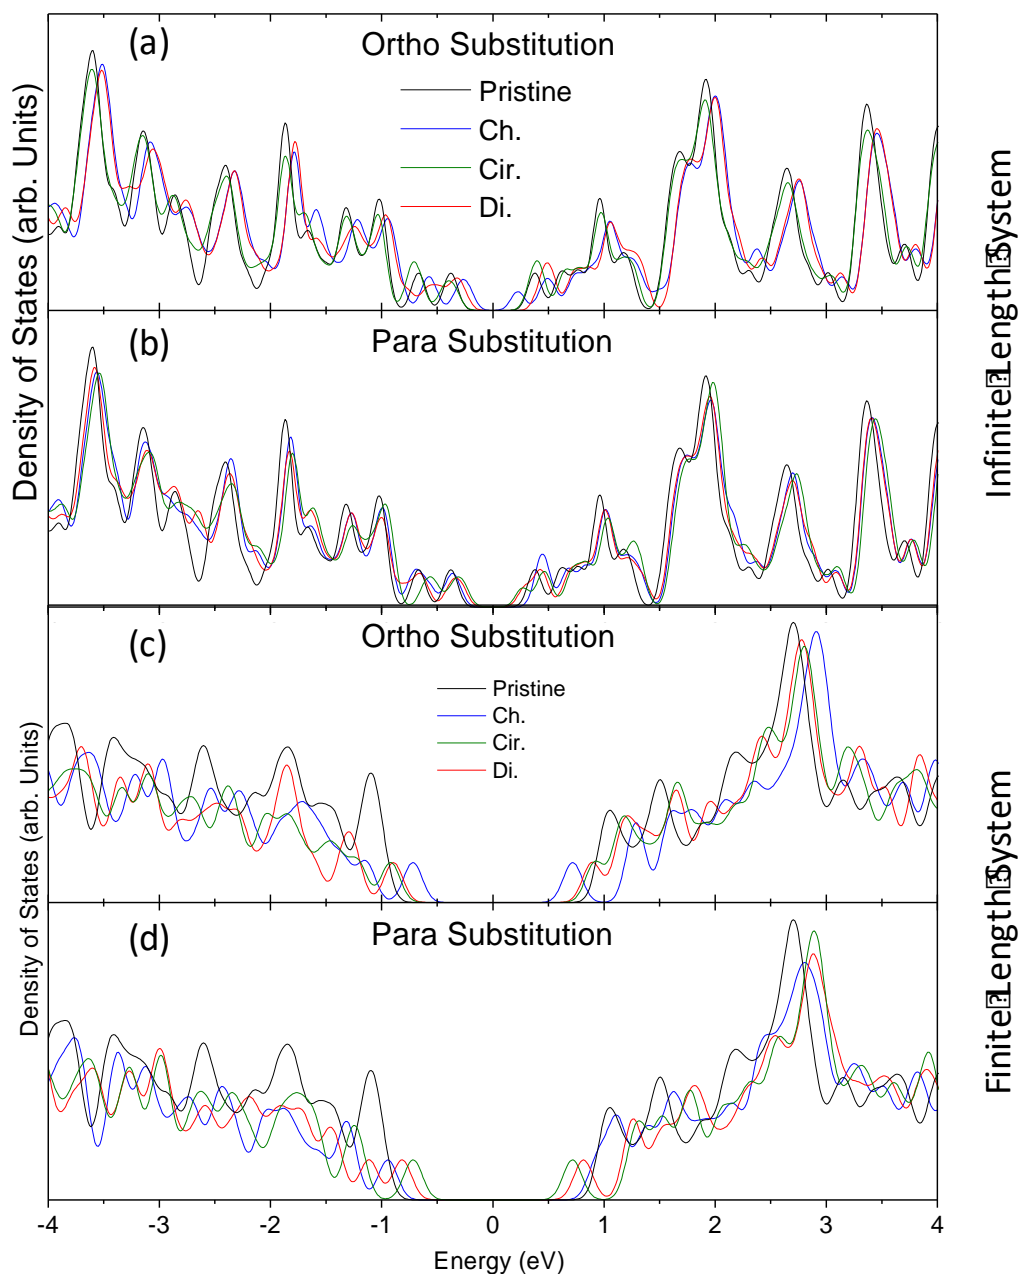 (a)
Ortho Substitution
Pristine
Ch.
Cir.
Di.
Density of States (arb. Units)
Infinite⍰Length⍰System
(b)
Para Substitution
(c)
Ortho Substitution
Pristine
Ch.
Cir.
Di.
Density of States (arb. Units)
Finite⍰Length⍰System
(d)
Para Substitution
-4 -3 -2 -1 0 1 2 3 4
Energy (eV)